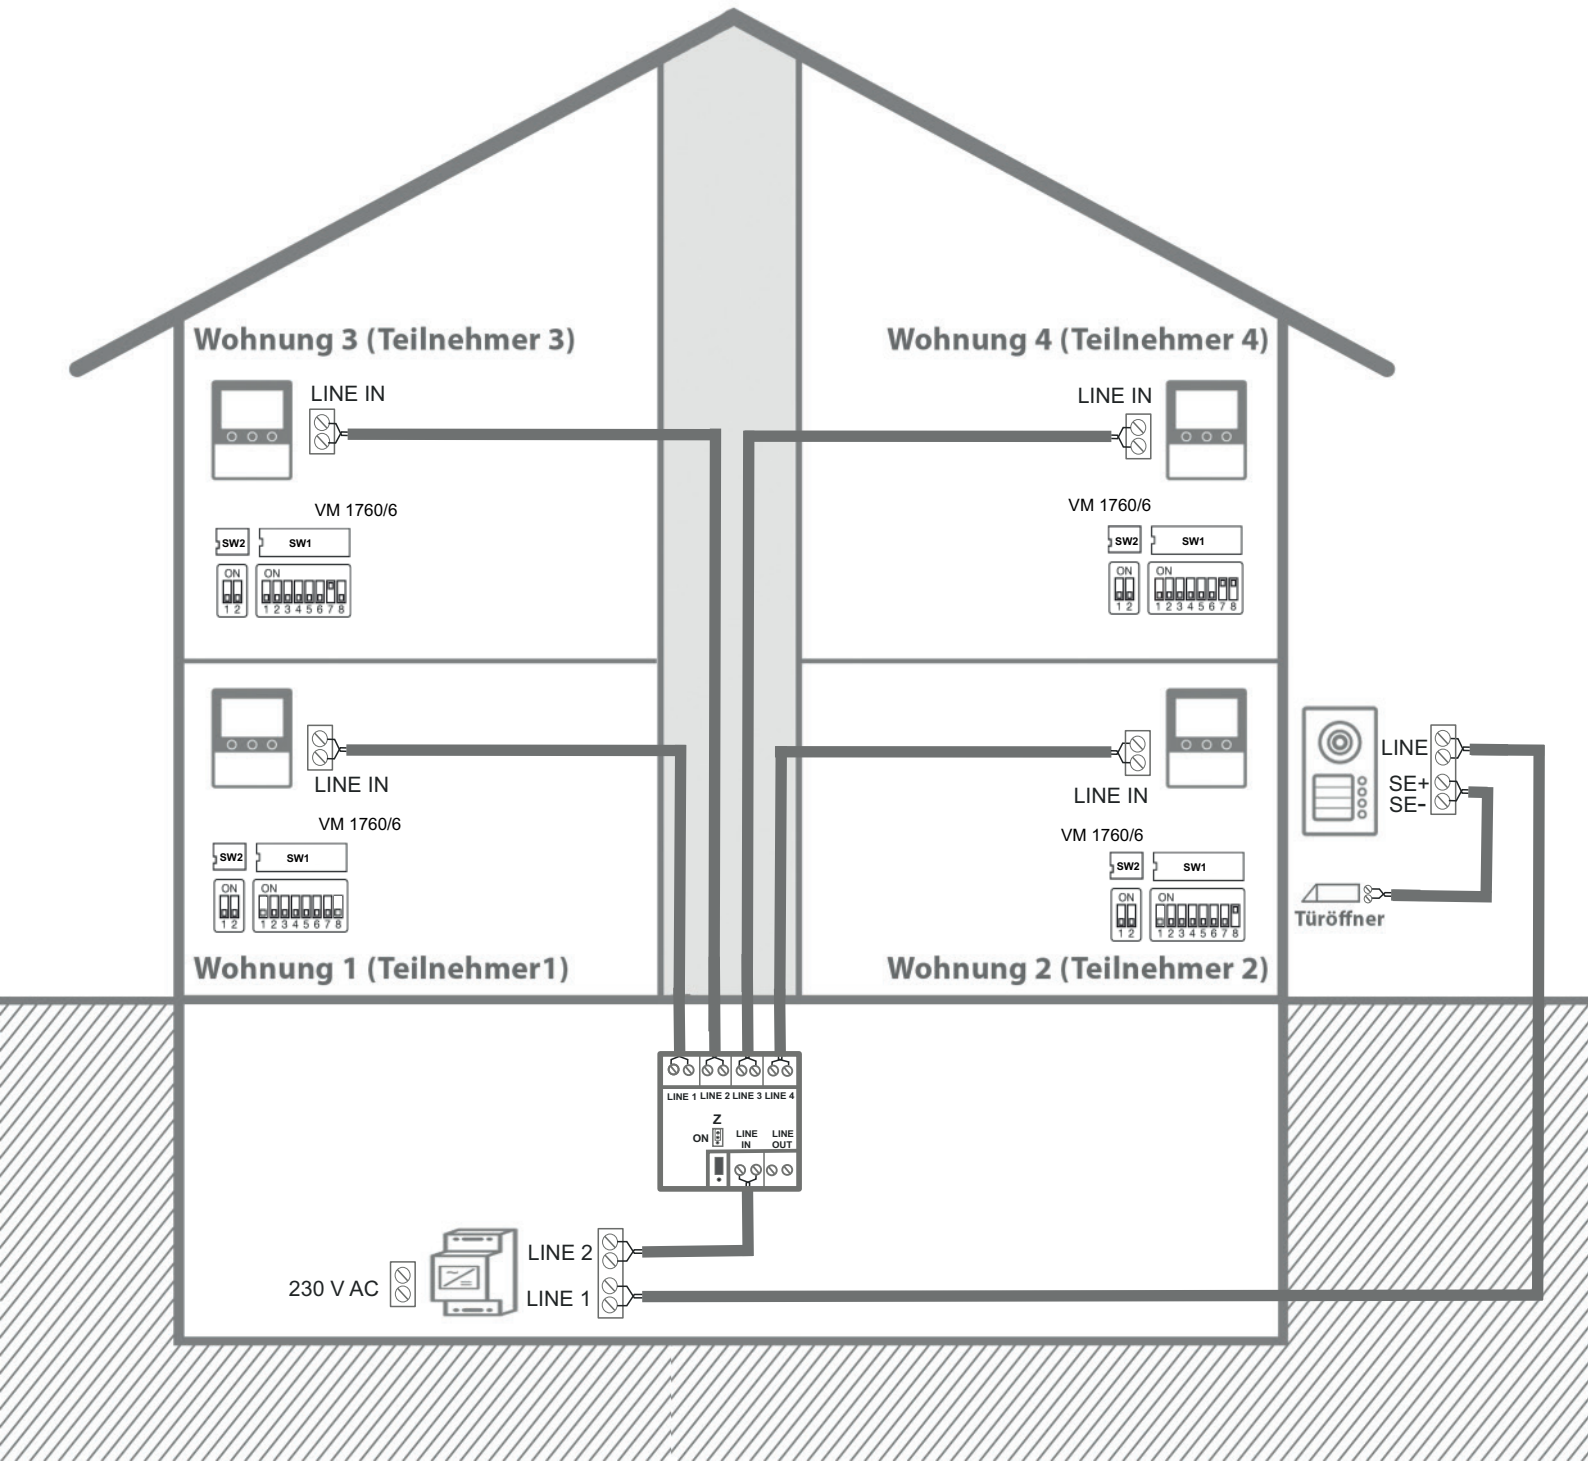 Wohnung 3 (Teilnehmer 3)
LINE IN
VM 1760/6
SW2 SW1
ON ON
1 2 1 2 3 4 5 6 7 8
Wohnung 4 (Teilnehmer 4)
LINE IN
VM 1760/6
SW2 SW1
ON ON
1 2 1 2 3 4 5 6 7 8
LINE IN
VM 1760/6
SW2 SW1
ON ON
1 2 1 2 3 4 5 6 7 8
Wohnung 1 (Teilnehmer1)
LINE IN
VM 1760/6
SW2 SW1
ON ON
1 2 1 2 3 4 5 6 7 8
Wohnung 2 (Teilnehmer 2)
LINE
SE+
SE-
Türöffner
LINE 1 LINE 2 LINE 3 LINE 4
Z
ON
LINE IN
LINE OUT
LINE 2
230 V AC
LINE 1